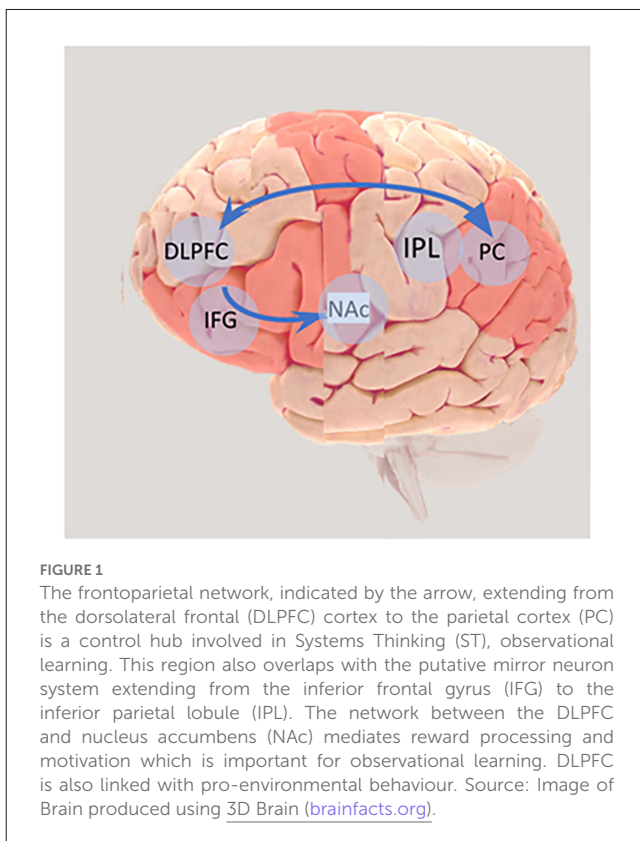 DLPFC
IPL
PC
IFG
NAc
FIGURE 1
The frontoparietal network, indicated by the arrow, extending from
the dorsolateral frontal (DLPFC) cortex to the parietal cortex (PC)
is a control hub involved in Systems Thinking (ST), observational
learning. This region also overlaps with the putative mirror neuron
system extending from the inferior frontal gyrus (IFG) to the
inferior parietal lobule (IPL). The network between the DLPFC
and nucleus accumbens (NAc) mediates reward processing and
motivation which is important for observational learning. DLPFC
is also linked with pro-environmental behaviour. Source: Image of
Brain produced using 3D Brain (brainfacts.org).